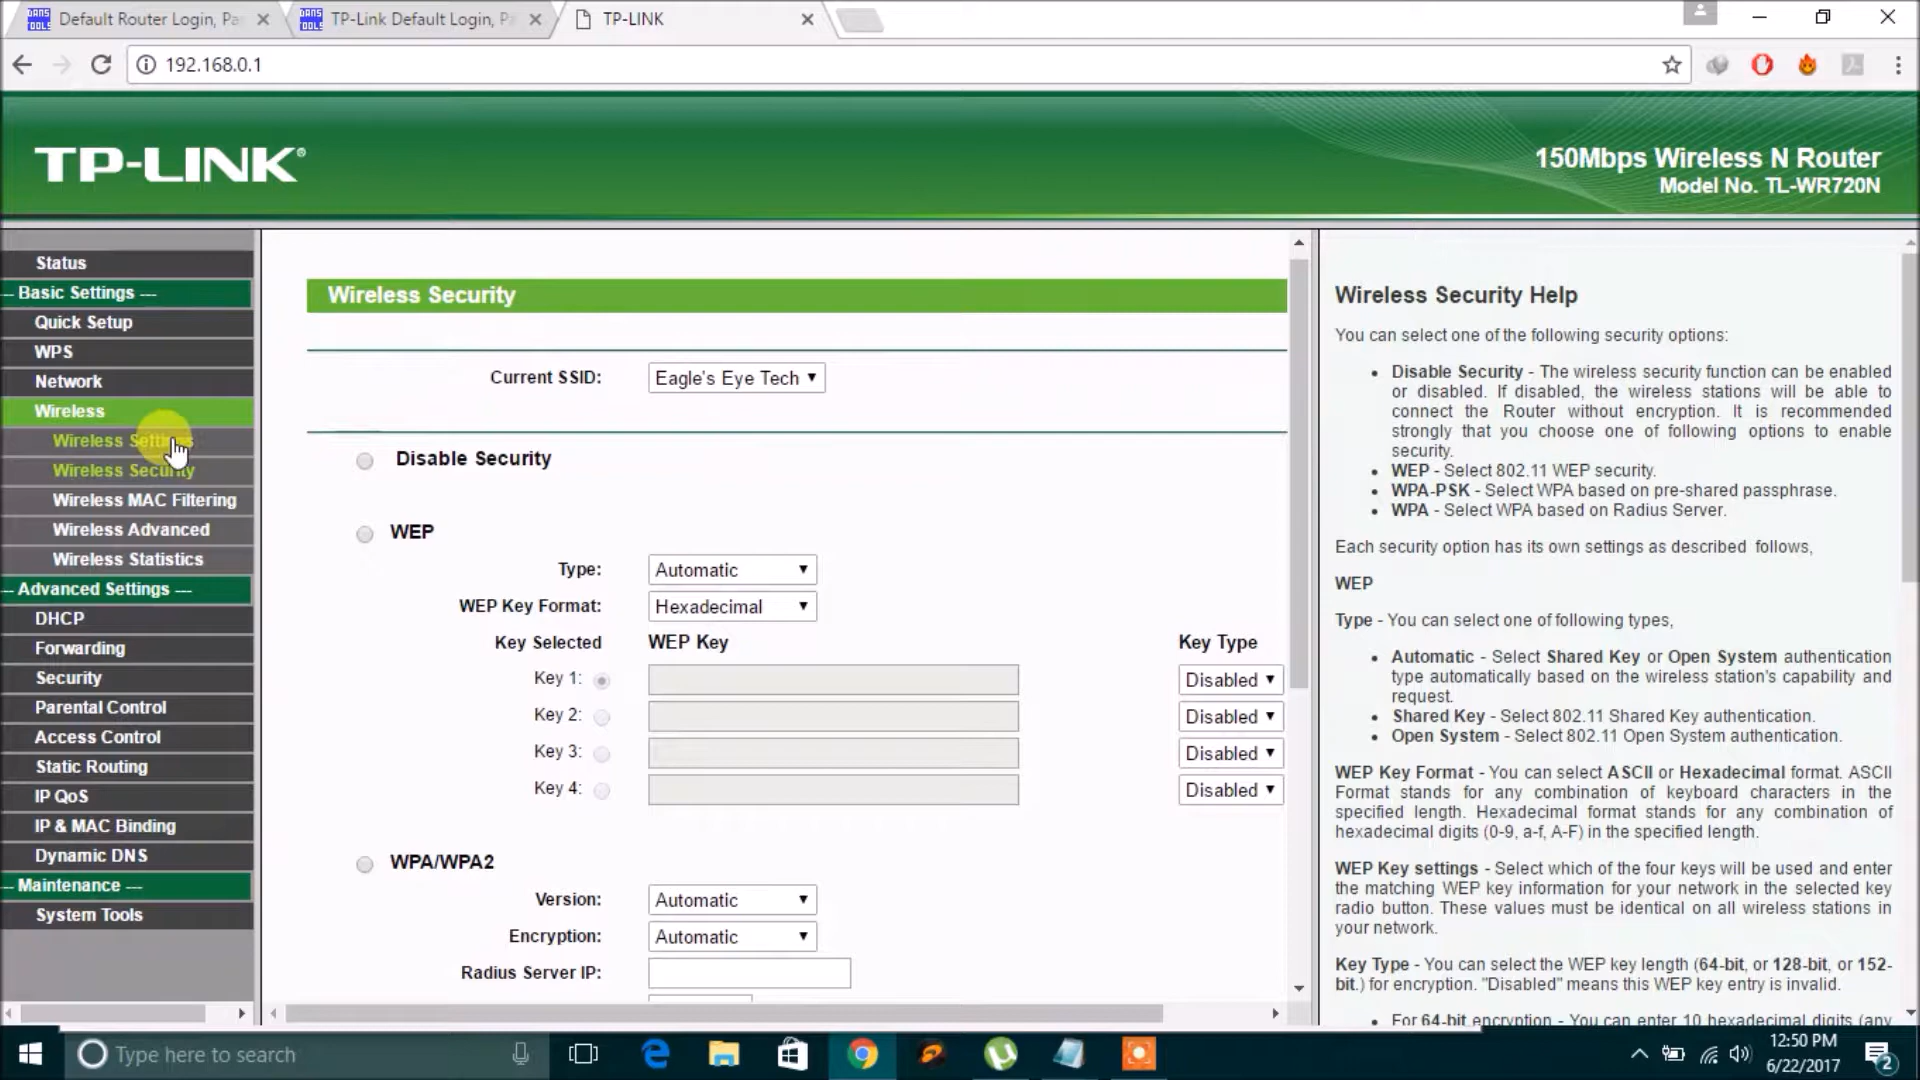 Default Router Login, Pa
TP-Link Default Login, P
TP-LINK
192.168.0.1
TP-LINK®
150Mbps Wireless N Router
Model No. TL-WR720N
Status
-- Basic Settings ---
Quick Setup
WPS
Network
Wireless
Wireless Settings
Wireless Security
Wireless MAC Filtering
Wireless Advanced
Wireless Statistics
-- Advanced Settings ---
DHCP
Forwarding
Security
Parental Control
Access Control
Static Routing
IP QoS
IP & MAC Binding
Dynamic DNS
-- Maintenance ---
System Tools
Wireless Security
Current SSID: Eagle's Eye Tech
Disable Security
WEP
Type: Automatic
WEP Key Format: Hexadecimal
Key Selected WEP Key Key Type
Key 1: Disabled
Key 2: Disabled
Key 3: Disabled
Key 4: Disabled
WPA/WPA2
Version: Automatic
Encryption: Automatic
Radius Server IP:
Wireless Security Help
You can select one of the following security options:
• Disable Security - The wireless security function can be enabled
or disabled. If disabled, the wireless stations will be able to
connect the Router without encryption. It is recommended
strongly that you choose one of following options to enable
security.
• WEP - Select 802.11 WEP security.
• WPA-PSK - Select WPA based on pre-shared passphrase.
• WPA - Select WPA based on Radius Server.
Each security option has its own settings as described follows,
WEP
Type - You can select one of following types,
• Automatic - Select Shared Key or Open System authentication
type automatically based on the wireless station's capability and
request.
• Shared Key - Select 802.11 Shared Key authentication.
• Open System - Select 802.11 Open System authentication.
WEP Key Format - You can select ASCII or Hexadecimal format. ASCII
Format stands for any combination of keyboard characters in the
specified length. Hexadecimal format stands for any combination of
hexadecimal digits (0-9, a-f, A-F) in the specified length.
WEP Key settings - Select which of the four keys will be used and enter
the matching WEP key information for your network in the selected key
radio button. These values must be identical on all wireless stations in
your network.
Key Type - You can select the WEP key length (64-bit, or 128-bit, or 152-
bit.) for encryption. "Disabled" means this WEP key entry is invalid.
• For 64-bit encryption - You can enter 10 hexadecimal digits (any
Type here to search
12:50 PM
6/22/2017
2